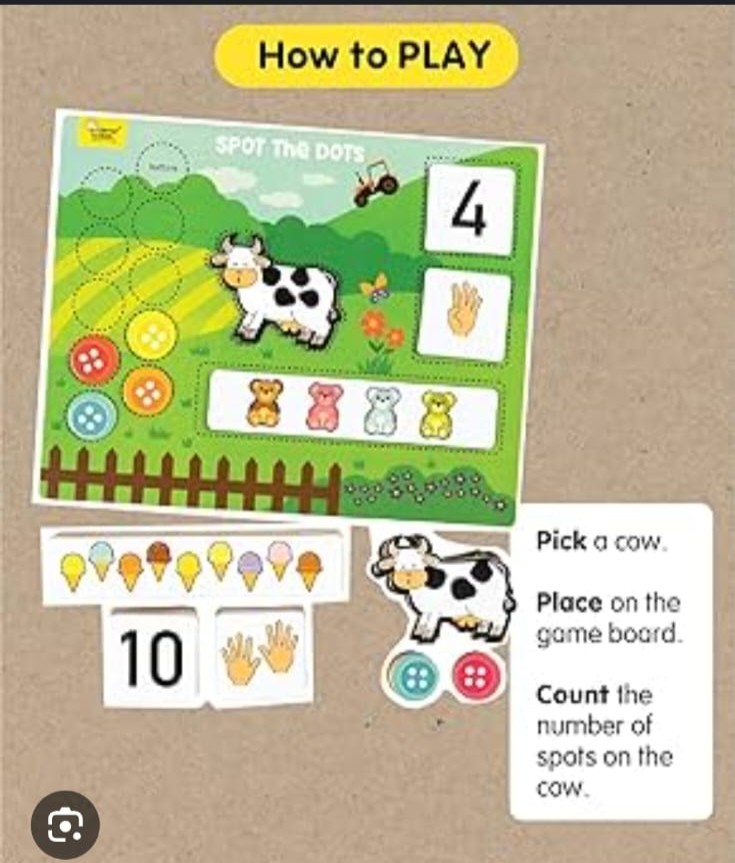 How to PLAY
SPOT The DOTS
4
10
Pick a cow.
Place on the
game board.
Count the
number of
spots on the
cow.